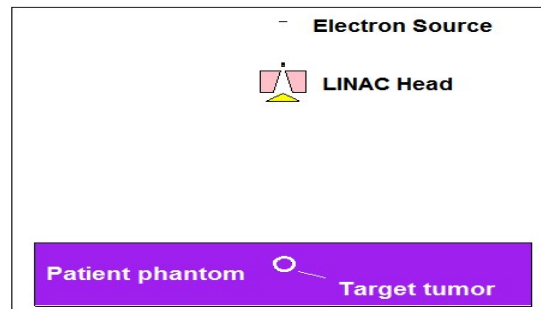 Electron Source
LINAC Head
Patient phantom
Target tumor